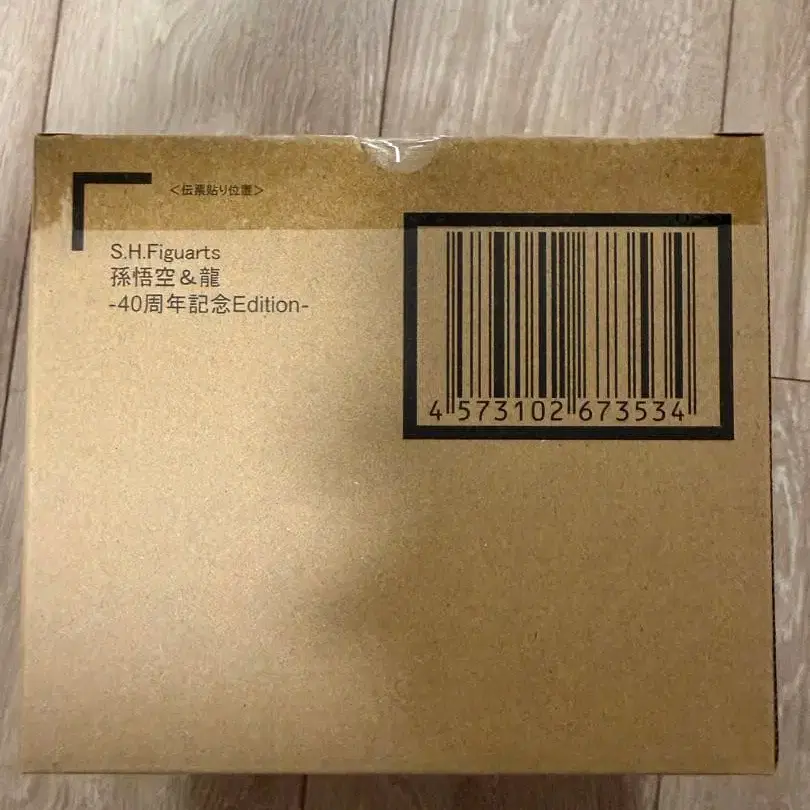 ＜伝票貼り位置＞
S.H.Figuarts
孫悟空＆龍
-40周年記念Edition-
4 573102 673534